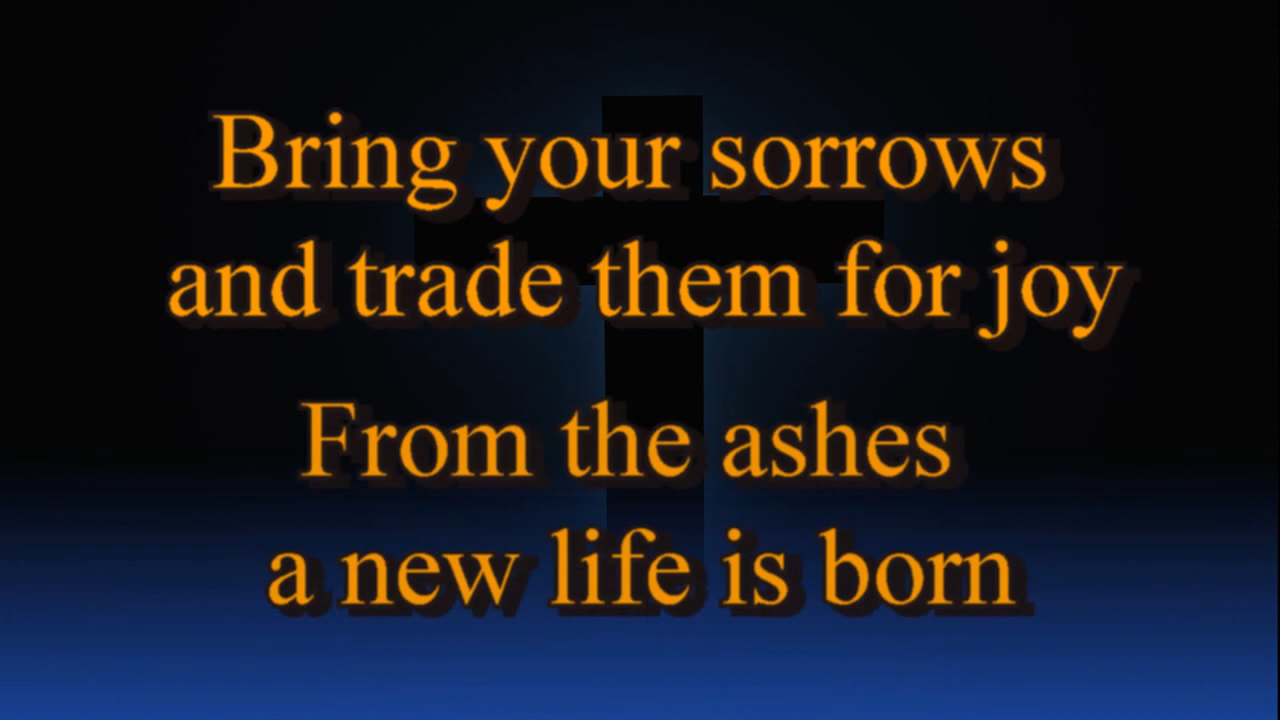 Bring your sorrows
and trade them for joy
From the ashes
a new life is born